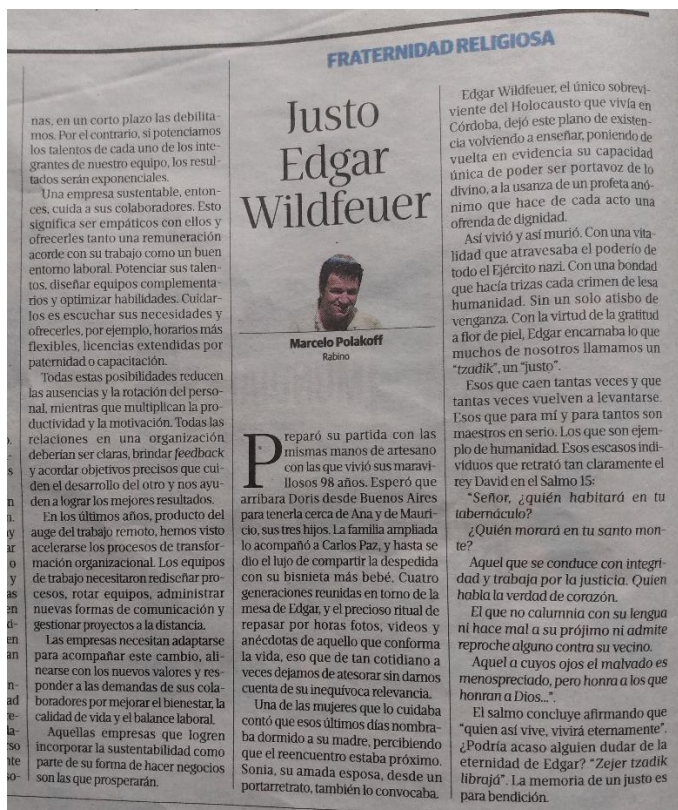 FRATERNIDAD RELIGIOSA
nas, en un corto plazo las debilita-
mos. Por el contrario, si potenciamos
los talentos de cada uno de los inte-
grantes de nuestro equipo, los resul-
tados serán exponenciales.
Una empresa sustentable, enton-
ces, cuida a sus colaboradores. Esto
significa ser empáticos con ellos y
ofrecerles tanto una remuneración
acorde con su trabajo como un buen
entorno laboral. Potenciar sus talen-
tos, diseñar equipos complementa-
rios y optimizar habilidades. Cuidar-
los es escuchar sus necesidades y
ofrecerles, por ejemplo, horarios más
flexibles, licencias extendidas por
paternidad o capacitación.
Todas estas posibilidades reducen
las ausencias y la rotación del perso-
nal, mientras que multiplican la pro-
ductividad y la motivación. Todas las
relaciones en una organización
deberían ser claras, brindar feedback
y acordar objetivos precisos que cui-
den el desarrollo del otro y nos ayu-
den a lograr los mejores resultados.
En los últimos años, producto del
auge del trabajo remoto, hemos visto
acelerarse los procesos de transfor-
mación organizacional. Los equipos
de trabajo necesitaron rediseñar pro-
cesos, rotar equipos, administrar
nuevas formas de comunicación y
gestionar proyectos a la distancia.
Las empresas necesitan adaptarse
para acompañar este cambio, ali-
nearse con los nuevos valores y res-
ponder a las demandas de sus cola-
boradores por mejorar el bienestar, la
calidad de vida y el balance laboral.
Aquellas empresas que logren
incorporar la sustentabilidad como
parte de su forma de hacer negocios
son las que prosperarán.
Justo
Edgar
Wildfeuer
Marcelo Polakoff
Rabino
Preparó su partida con las
mismas manos de artesano
con las que vivió sus maravi-
llosos 98 años. Esperó que
arribara Doris desde Buenos Aires
para tenerla cerca de Ana y de Mauri-
cio, sus tres hijos. La familia ampliada
lo acompañó a Carlos Paz, y hasta se
dio el lujo de compartir la despedida
con su bisnieta más bebé. Cuatro
generaciones reunidas en torno de la
mesa de Edgar, y el precioso ritual de
repasar por horas fotos, videos y
anécdotas de aquello que conforma
la vida, eso que de tan cotidiano a
veces dejamos de atesorar sin darnos
cuenta de su inequívoca relevancia.
Una de las mujeres que lo cuidaba
contó que esos últimos días nombra-
ba dormido a su madre, percibiendo
que el reencuentro estaba próximo.
Sonia, su amada esposa, desde un
portarretrato, también lo convocaba.
Edgar Wildfeuer, el único sobrevi-
viente del Holocausto que vivía en
Córdoba, dejó este plano de existen-
cia volviendo a enseñar, poniendo de
vuelta en evidencia su capacidad
única de poder ser portavoz de lo
divino, a la usanza de un profeta anó-
nimo que hace de cada acto una
ofrenda de dignidad.
Así vivió y así murió. Con una vita-
lidad que atravesaba el poderío de
todo el Ejército nazi. Con una bondad
que hacía trizas cada crimen de lesa
humanidad. Sin un solo atisbo de
venganza. Con la virtud de la gratitud
a flor de piel, Edgar encarnaba lo que
muchos de nosotros llamamos un
"tzadik", un "justo".
Esos que caen tantas veces y que
tantas veces vuelven a levantarse.
Esos que para mí y para tantos son
maestros en serio. Los que son ejem-
plo de humanidad. Esos escasos indi-
viduos que retrató tan claramente el
rey David en el Salmo 15:
"Señor, ¿quién habitará en tu
tabernáculo?
¿Quién morará en tu santo mon-
te?
Aquel que se conduce con integri-
dad y trabaja por la justicia. Quien
habla la verdad de corazón.
El que no calumnia con su lengua
ni hace mal a su prójimo ni admite
reproche alguno contra su vecino.
Aquel a cuyos ojos el malvado es
menospreciado, pero honra a los que
honran a Dios...".
El salmo concluye afirmando que
"quien así vive, vivirá eternamente".
¿Podría acaso alguien dudar de la
eternidad de Edgar? "Zejer tzadik
librajá". La memoria de un justo es
para bendición.